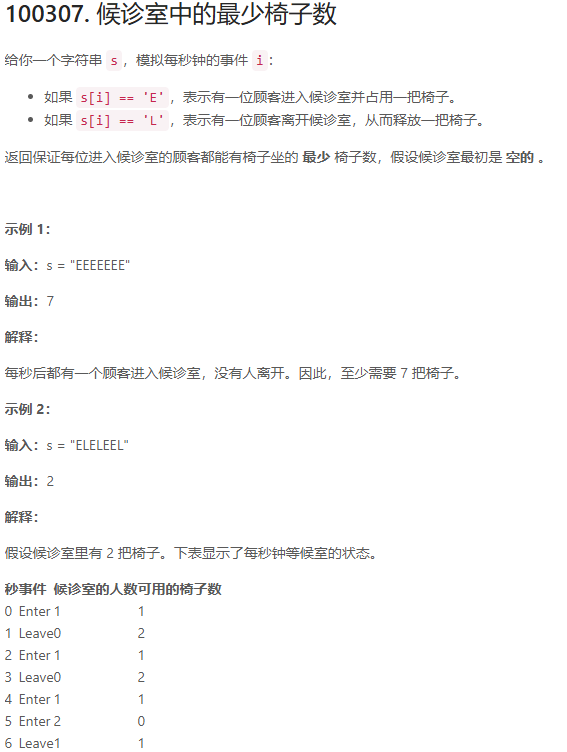 100307. 候诊室中的最少椅子数
给你一个字符串 s，模拟每秒钟的事件 i：
• 如果 s[i] == 'E'，表示有一位顾客进入候诊室并占用一把椅子。
• 如果 s[i] == 'L'，表示有一位顾客离开候诊室，从而释放一把椅子。
返回保证每位进入候诊室的顾客都能有椅子坐的 最少 椅子数，假设候诊室最初是 空的 。
示例 1：
输入：s = "EEEEEEE"
输出：7
解释：
每秒后都有一个顾客进入候诊室，没有人离开。因此，至少需要 7 把椅子。
示例 2：
输入：s = "ELELEEL"
输出：2
解释：
假设候诊室里有 2 把椅子。下表显示了每秒钟等候室的状态。
秒事件 候诊室的人数可用的椅子数
0 Enter 1 1
1 Leave0 2
2 Enter 1 1
3 Leave0 2
4 Enter 1 1
5 Enter 2 0
6 Leave1 1